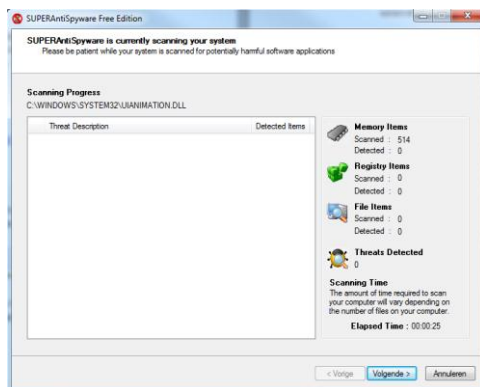 SUPERAntiSpyware Free Edition
SUPERAntiSpyware is currently scanning your system
Please be patient while your system is scanned for potentially harmful software applications
Scanning Progress
C:\WINDOWS\SYSTEM32\UIANIMATION.DLL
Threat Description Detected Items
Memory Items
Scanned : 514
Detected : 0
Registry Items
Scanned : 0
Detected : 0
File Items
Scanned : 0
Detected : 0
Threats Detected
0
Scanning Time
The amount of time required to scan
your computer will vary depending on
the number of files on your computer.
Elapsed Time : 00:00:25
< Vorige Volgende > Annuleren